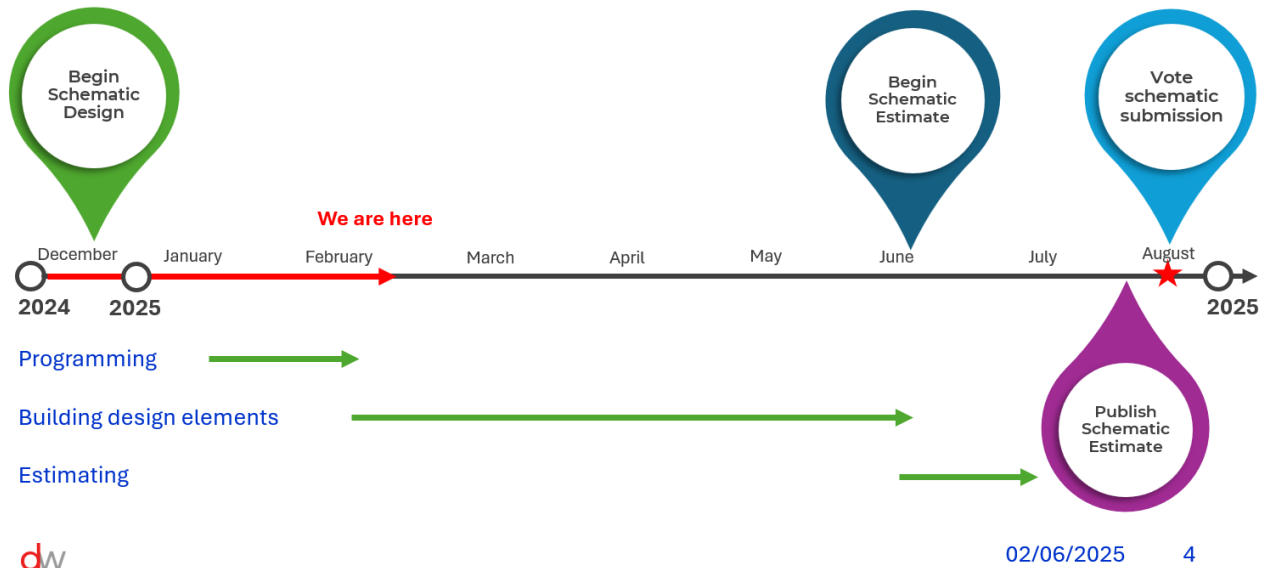 Begin
Schematic
Design
Begin
Schematic
Estimate
Vote
schematic
submission
We are here
December January February March April May June July August
2024 2025 2025
Programming
Building design elements
Estimating
Publish
Schematic
Estimate
dw
02/06/2025 4